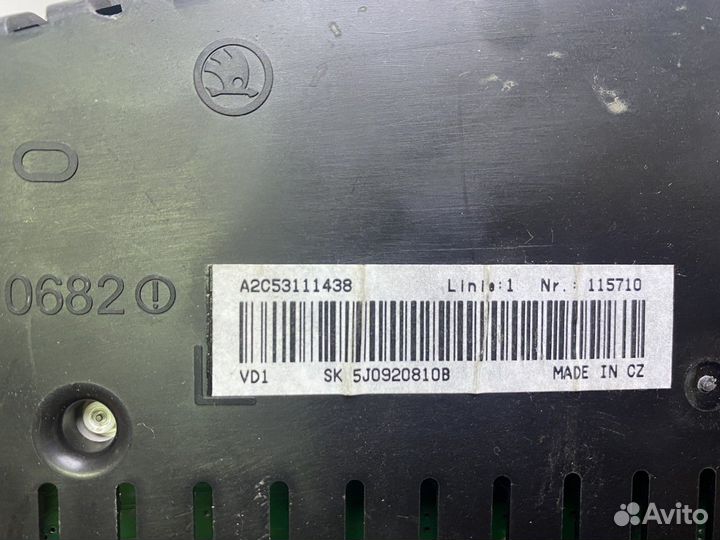 0682
A2C53111438 Linie:1 Nr.: 115710
VD1 SK 5J0920810B MADE IN CZ
Avito